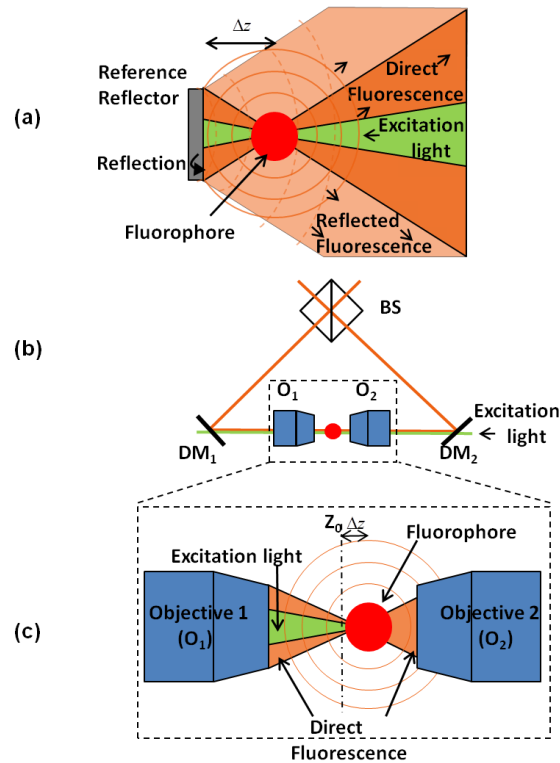 (a)
Δz
Reference
Reflector
Direct
Fluorescence
Excitation
light
Reflection
Fluorophore
Reflected
Fluorescence
(b)
BS
O1
O2
Excitation
light
DM1
DM2
(c)
Z0 Δz
Fluorophore
Excitation light
Objective 1
(O1)
Objective 2
(O2)
Direct
Fluorescence